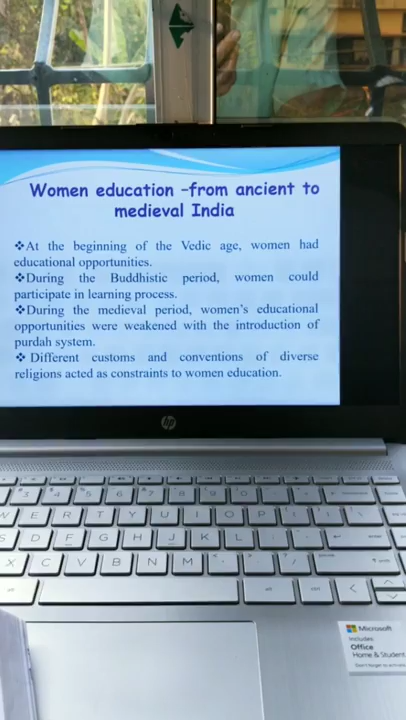 Women education –from ancient to
medieval India
❖At the beginning of the Vedic age, women had
educational opportunities.
❖During the Buddhistic period, women could
participate in learning process.
❖During the medieval period, women's educational
opportunities were weakened with the introduction of
purdah system.
❖ Different customs and conventions of diverse
religions acted as constraints to women education.
hp
W E R T Y U I O P
S D F G H J K L
X C V B N M
alt ctrl
Microsoft
Includes
Office
Home & Student